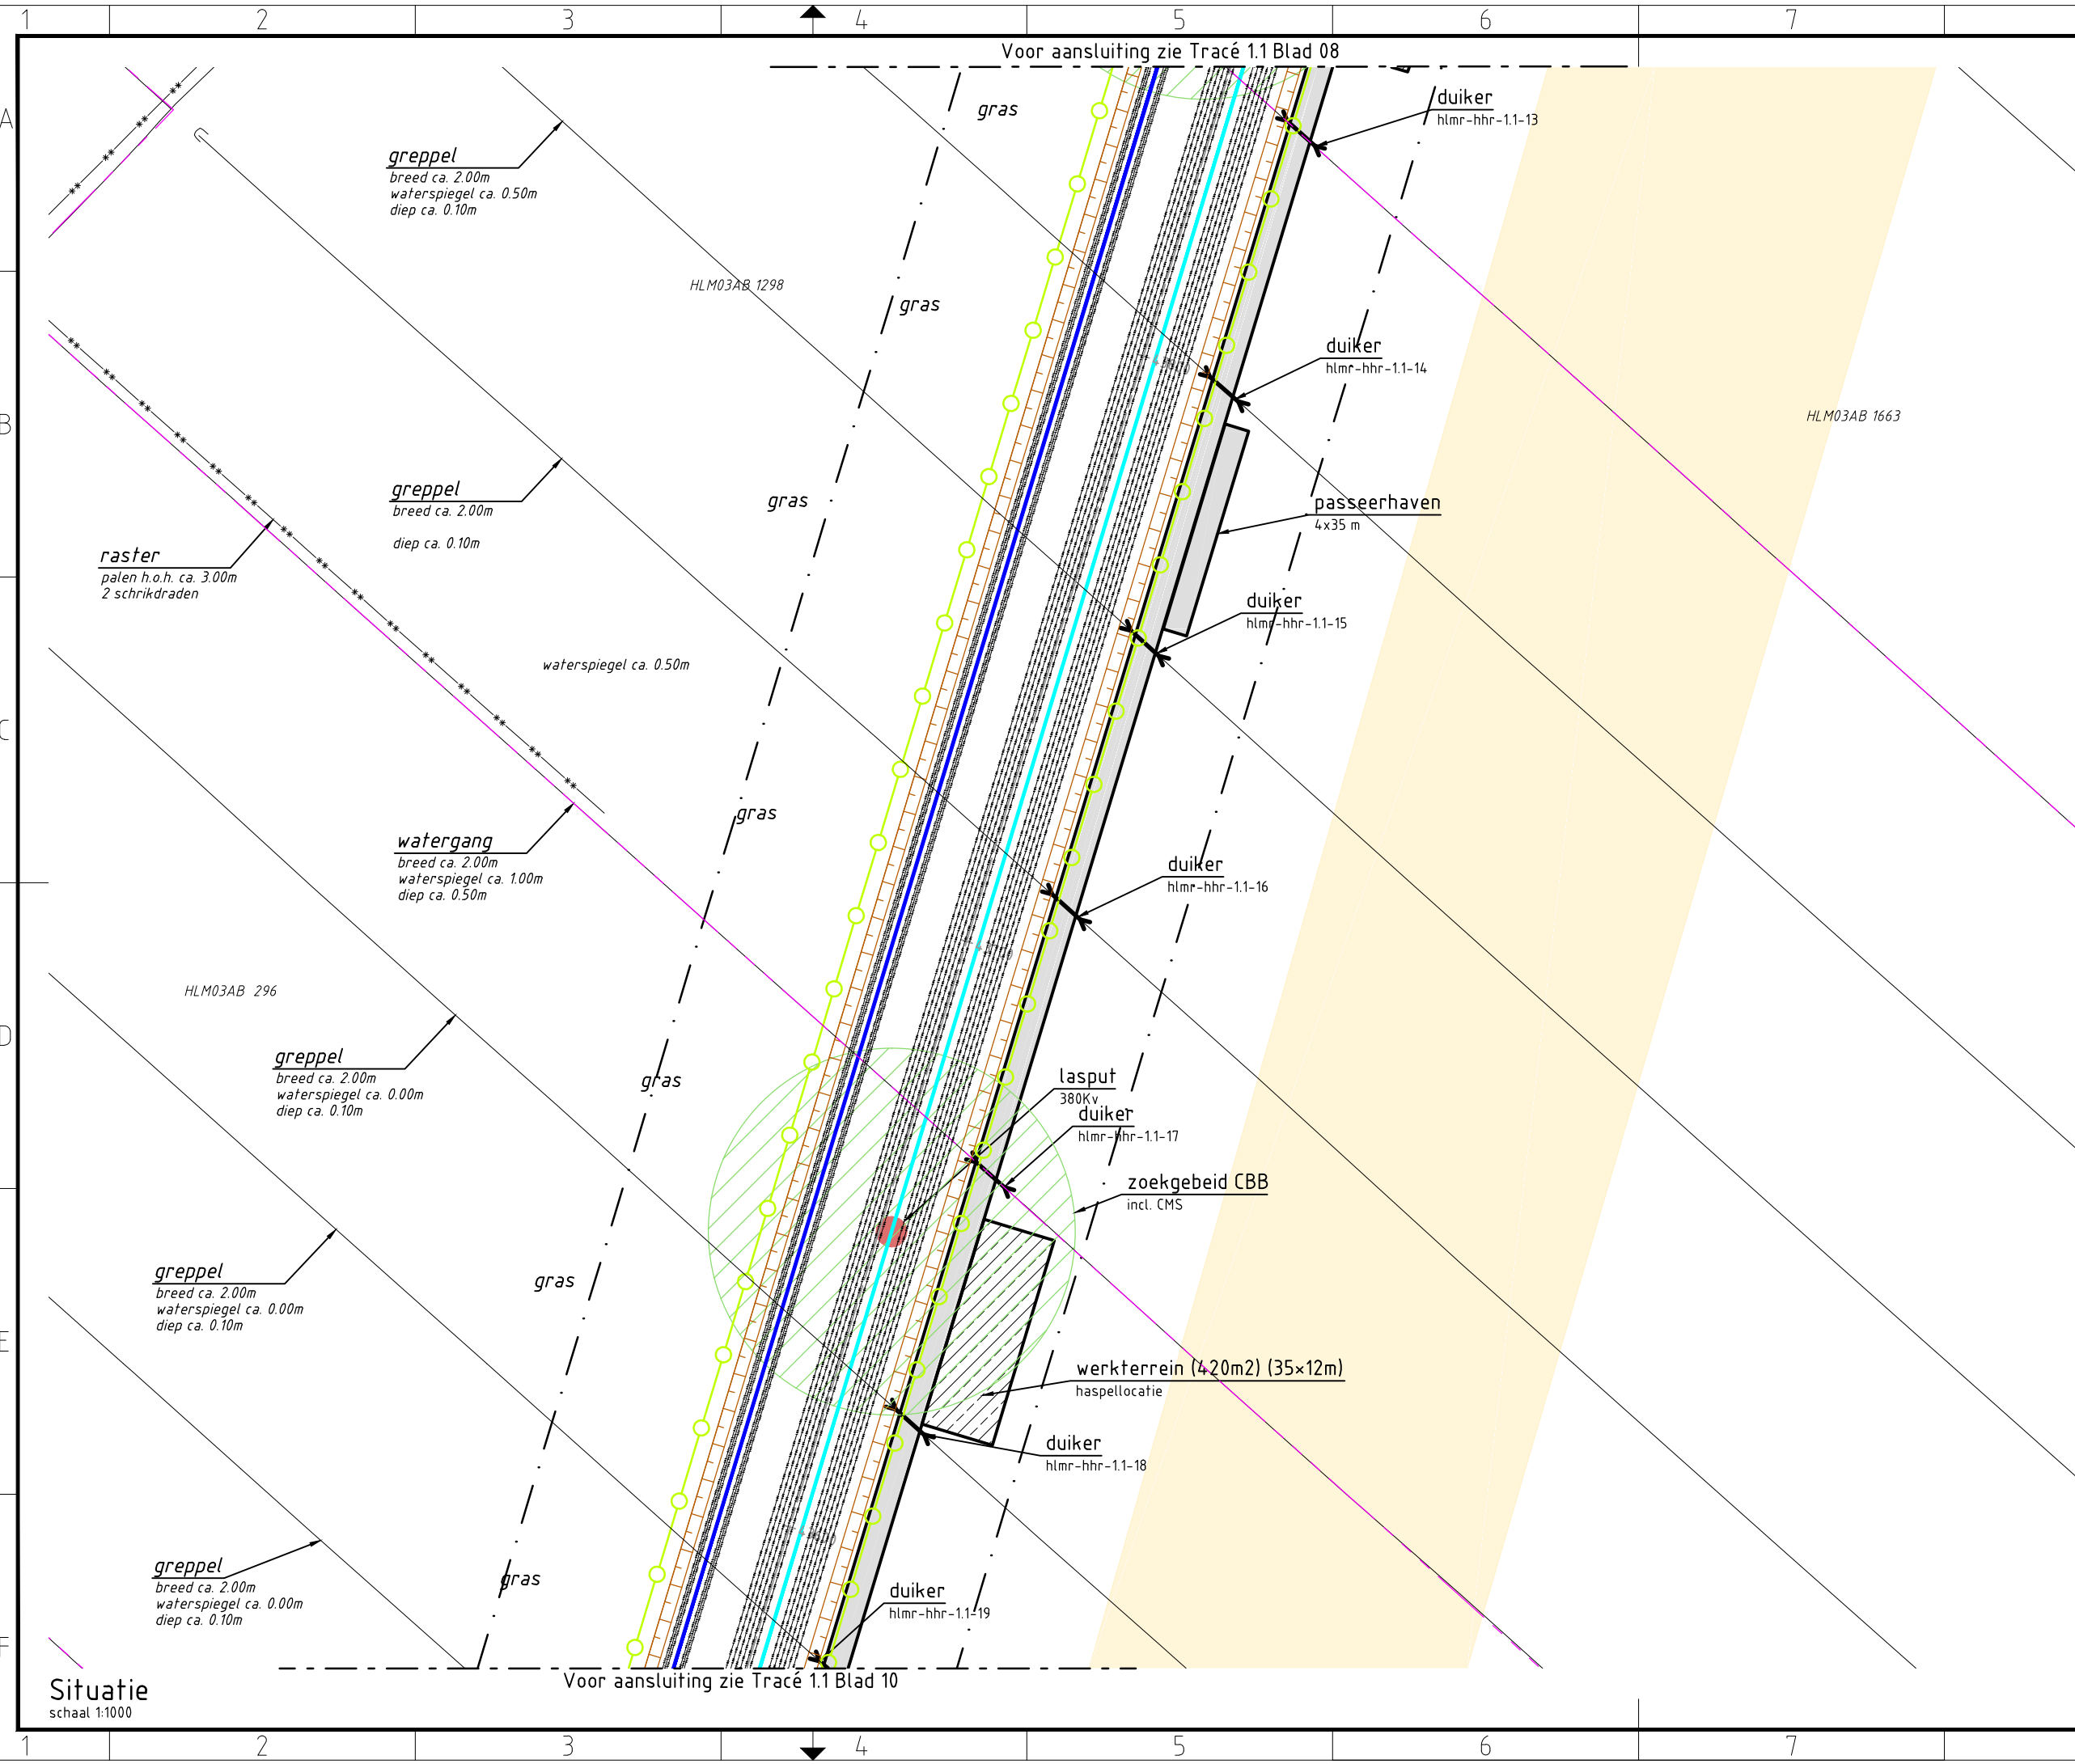 1 2 3 4 5 6 7
Voor aansluiting zie Tracé 1.1 Blad 08
A
B
C
D
E
F
duiker
hlmr-hhr-1.1-13
gras
greppel
breed ca. 2.00m
waterspiegel ca. 0.50m
diep ca. 0.10m
HLM03AB 1298
gras
duiker
hlmr-hhr-1.1-14
HLM03AB 1663
greppel
breed ca. 2.00m
diep ca. 0.10m
gras
passeerhaven
4x35 m
raster
palen h.o.h. ca. 3.00m
2 schrikdraden
duiker
hlmr-hhr-1.1-15
waterspiegel ca. 0.50m
gras
watergang
breed ca. 2.00m
waterspiegel ca. 1.00m
diep ca. 0.50m
duiker
hlmr-hhr-1.1-16
HLM03AB 296
greppel
breed ca. 2.00m
waterspiegel ca. 0.00m
diep ca. 0.10m
gras
lasput
380Kv
duiker
hlmr-hhr-1.1-17
zoekgebeid CBB
incl. CMS
gras
greppel
breed ca. 2.00m
waterspiegel ca. 0.00m
diep ca. 0.10m
werkterrein (420m2) (35×12m)
haspellocatie
duiker
hlmr-hhr-1.1-18
greppel
breed ca. 2.00m
waterspiegel ca. 0.00m
diep ca. 0.10m
gras
duiker
hlmr-hhr-1.1-19
Voor aansluiting zie Tracé 1.1 Blad 10
Situatie
schaal 1:1000
1 2 3 4 5 6 7